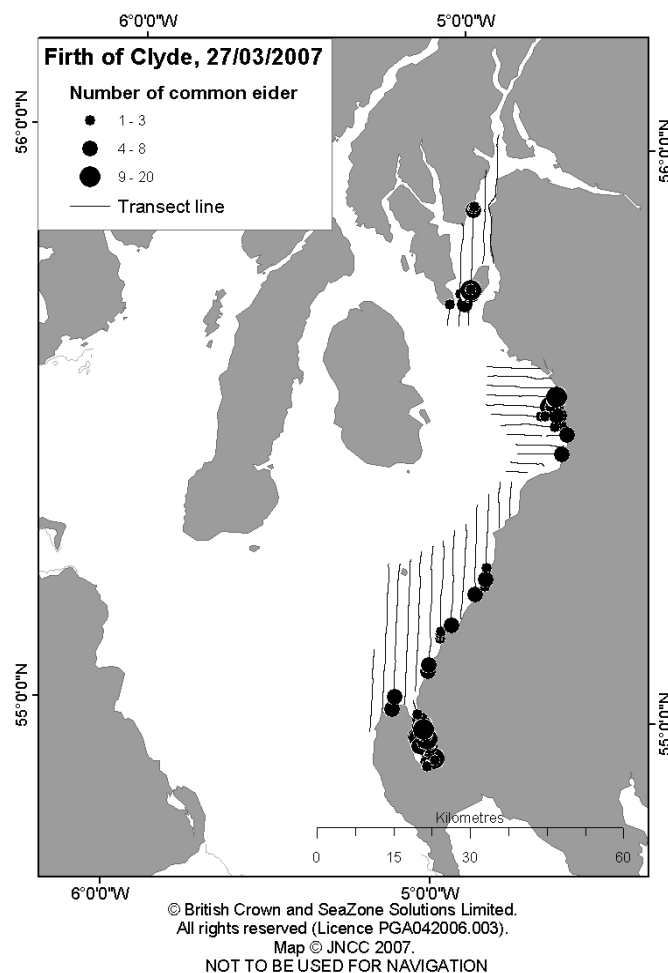 6°0'0"W 5°0'0"W
Firth of Clyde, 27/03/2007
Number of common eider
1 - 3
4 - 8
9 - 20
Transect line
56°0'0"N 56°0'0"N
55°0'0"N 55°0'0"N
Kilometres
0 15 30 60
6°0'0"W 5°0'0"W
© British Crown and SeaZone Solutions Limited.
All rights reserved (Licence PGA042006.003).
Map © JNCC 2007.
NOT TO BE USED FOR NAVIGATION